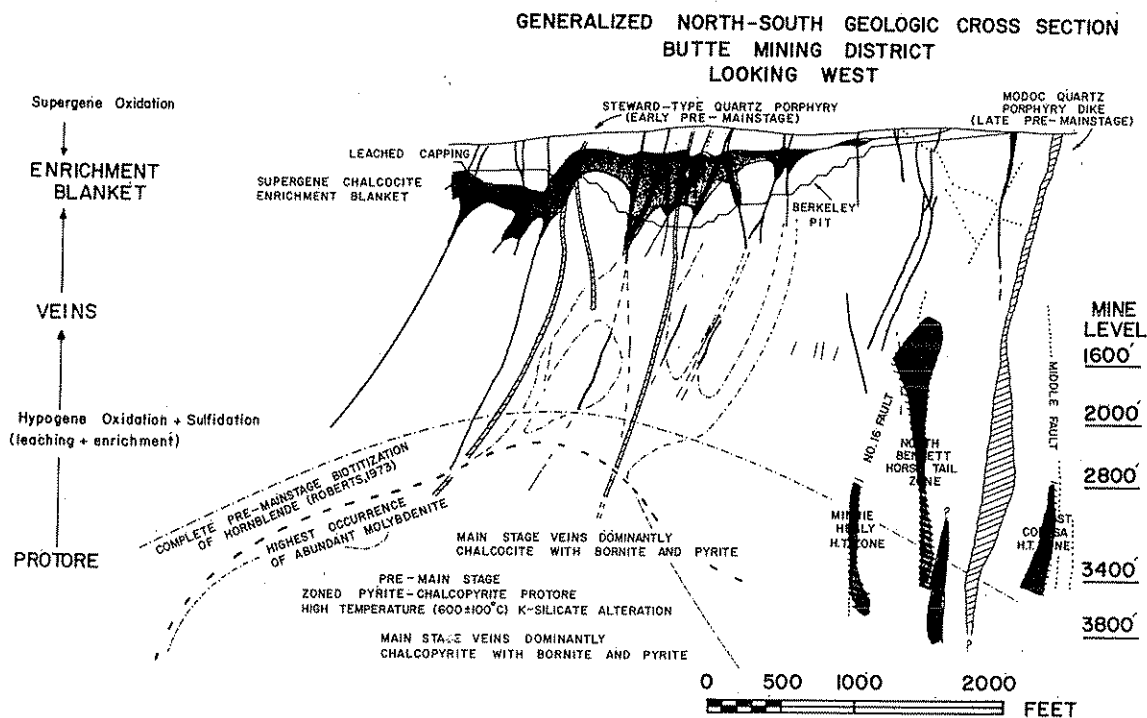 GENERALIZED NORTH-SOUTH GEOLOGIC CROSS SECTION
BUTTE MINING DISTRICT
LOOKING WEST
Supergene Oxidation
ENRICHMENT
BLANKET
VEINS
Hypogene Oxidation + Sulfidation
(leaching + enrichment)
PROTORE
STEWARD-TYPE QUARTZ PORPHYRY
(EARLY PRE-MAINSTAGE)
MODOC QUARTZ
PORPHYRY DIKE
(LATE PRE-MAINSTAGE)
LEACHED CAPPING
SUPERGENE CHALCOCITE
ENRICHMENT BLANKET
BERKELEY
PIT
MINE
LEVEL
1600'
2000'
2800'
3400'
3800'
NO. 16 FAULT
MIDDLE FAULT
NORTH
BENNETT
HORSE TAIL
ZONE
MINNIE
HEALY
H.T. ZONE
H.T. ZONE
?
?
COMPLETE PRE-MAINSTAGE BIOTITIZATION
OF HORNBLENDE (ROBERTS, 1973)
HIGHEST OCCURRENCE
OF ABUNDANT MOLYBDENITE
MAIN STAGE VEINS DOMINANTLY
CHALCOCITE WITH BORNITE AND PYRITE
PRE-MAIN STAGE
ZONED PYRITE-CHALCOPYRITE PROTORE
HIGH TEMPERATURE (600±100°C) K-SILICATE ALTERATION
MAIN STAGE VEINS DOMINANTLY
CHALCOPYRITE WITH BORNITE AND PYRITE
0 500 1000 2000
FEET